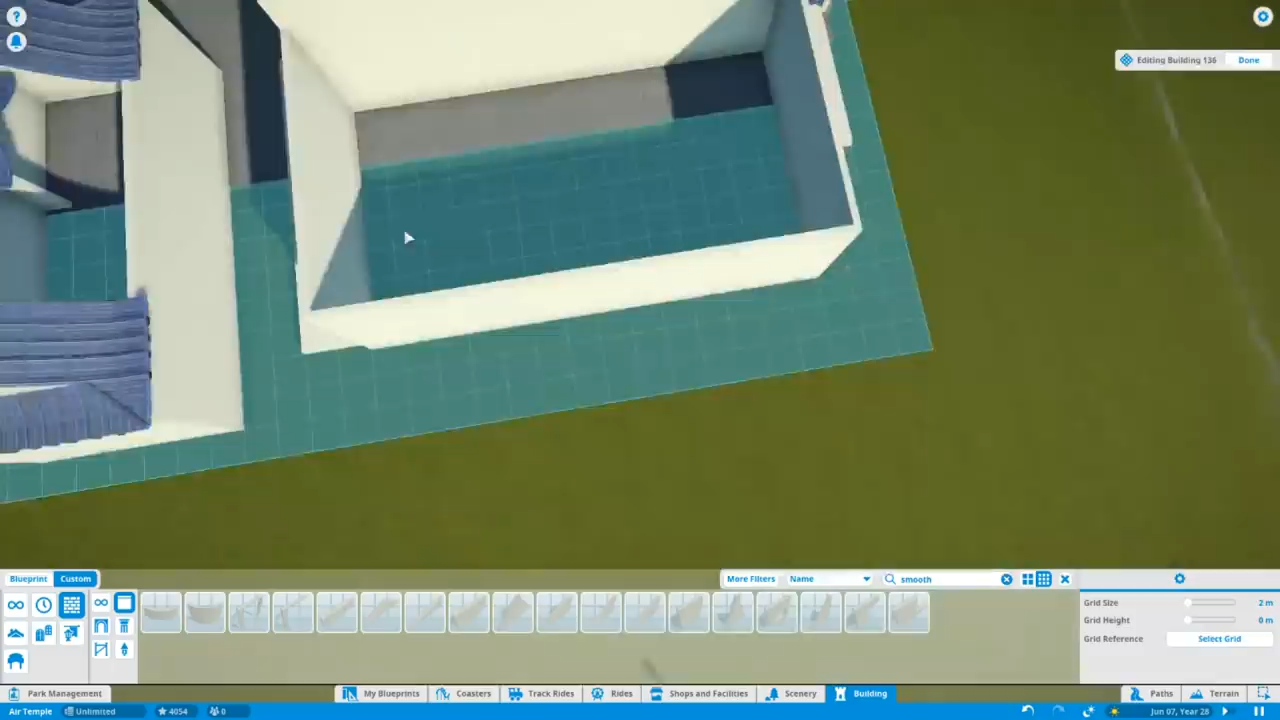 Editing Building 136
Done
Blueprint
Custom
More Filters
Name
smooth
Grid Size
2 m
Grid Height
0 m
Grid Reference
Select Grid
Park Management
My Blueprints
Coasters
Track Rides
Rides
Shops and Facilities
Scenery
Building
Paths
Terrain
Air Temple
Unlimited
4054
0
Jun 07, Year 28